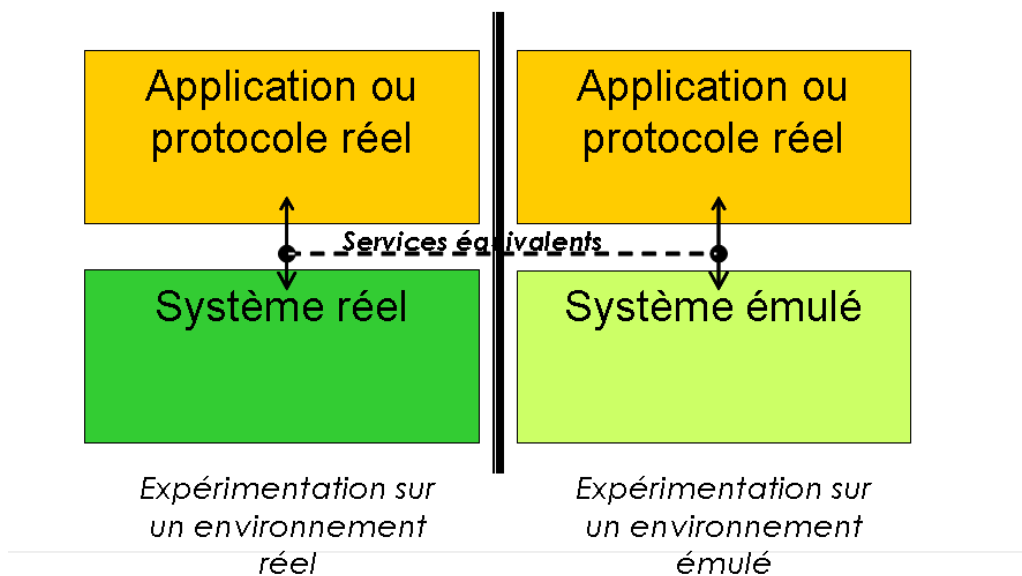 Application ou
protocole réel
Application ou
protocole réel
Services équivalents
Système réel
Système émulé
Expérimentation sur
un environnement
réel
Expérimentation sur
un environnement
émulé